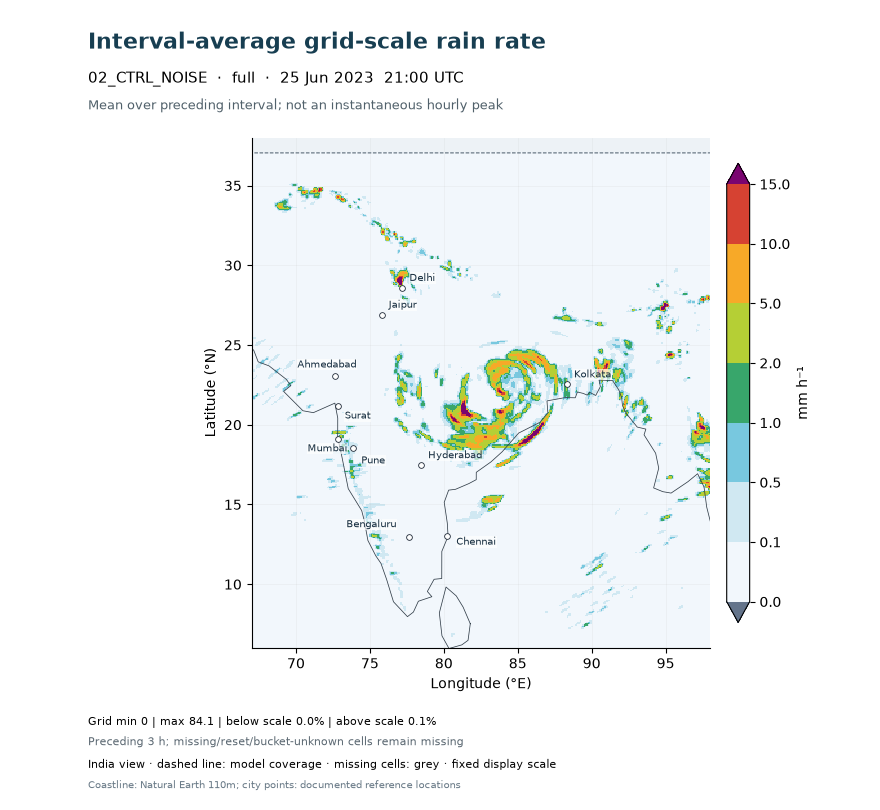 Interval-average grid-scale rain rate
02_CTRL_NOISE · full · 25 Jun 2023 21:00 UTC
Mean over preceding interval; not an instantaneous hourly peak
35
30
25
20
15
10
Latitude (°N)
70
75
80
85
90
95
Longitude (°E)
Delhi
Jaipur
Ahmedabad
Kolkata
Surat
Mumbai
Pune
Hyderabad
Bengaluru
Chennai
15.0
10.0
5.0
2.0
1.0
0.5
0.1
0.0
mm h⁻¹
Grid min 0 | max 84.1 | below scale 0.0% | above scale 0.1%
Preceding 3 h; missing/reset/bucket-unknown cells remain missing
India view · dashed line: model coverage · missing cells: grey · fixed display scale
Coastline: Natural Earth 110m; city points: documented reference locations